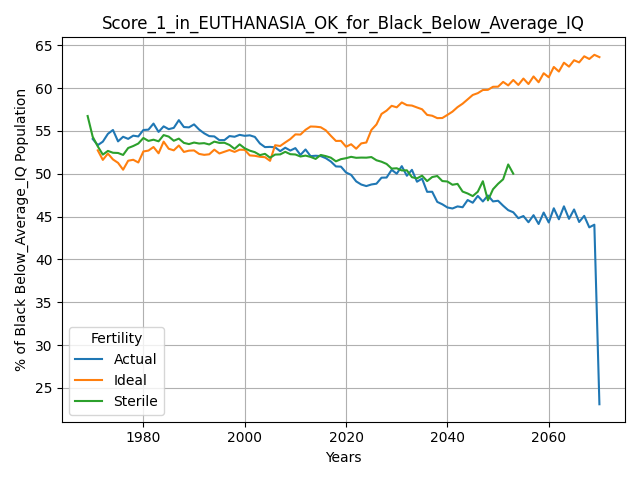 Score_1_in_EUTHANASIA_OK_for_Black_Below_Average_IQ
% of Black Below_Average_IQ Population
65
60
55
50
45
40
35
30
25
Fertility
Actual
Ideal
Sterile
1980
2000
2020
2040
2060
Years